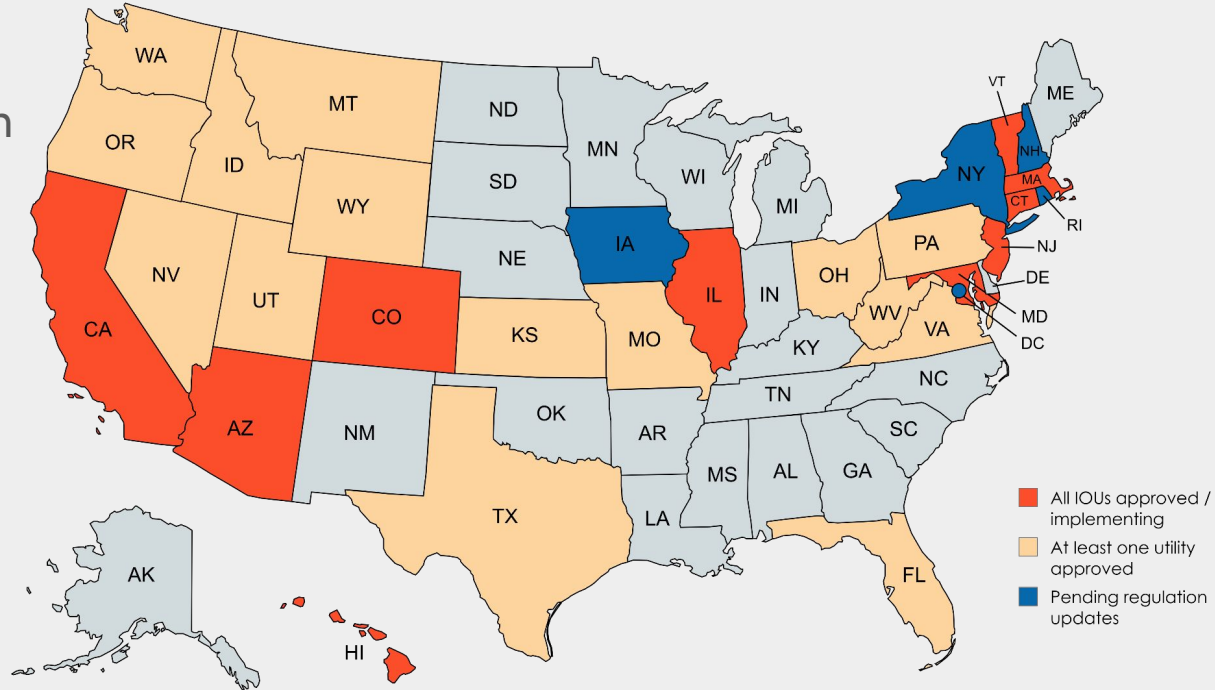 WA
MT
ND
MN
VT
ME
OR
ID
SD
WI
MI
NY
NH
MA
CT
RI
WY
NE
IA
PA
NJ
NV
UT
CO
KS
MO
IL
IN
OH
WV
VA
DE
MD
DC
CA
KY
AZ
NM
OK
AR
TN
NC
SC
MS
AL
GA
TX
LA
FL
AK
HI
All IOUs approved /
implementing
At least one utility
approved
Pending regulation
updates